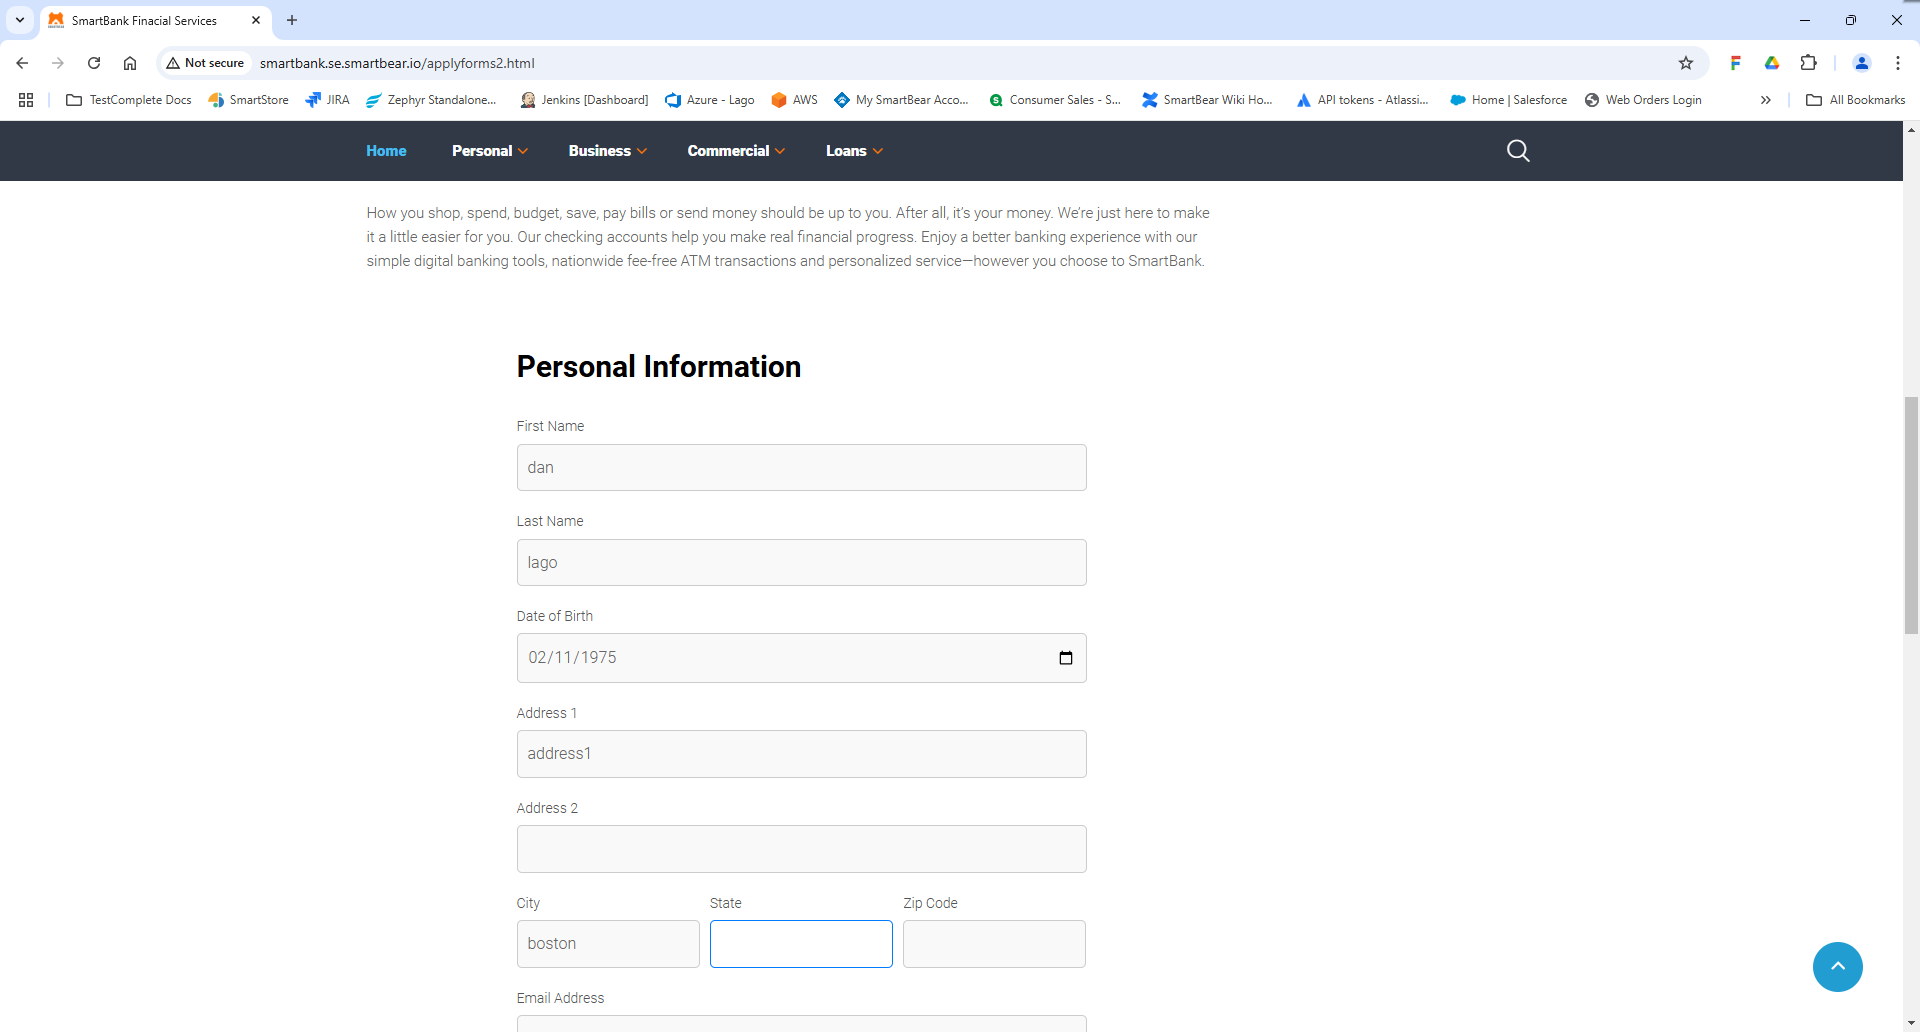 SmartBank Finacial Services
Not secure
smartbank.se.smartbear.io/applyforms2.html
TestComplete Docs
SmartStore
JIRA
Zephyr Standalone...
Jenkins [Dashboard]
Azure - Lago
AWS
My SmartBear Acco...
Consumer Sales - S...
SmartBear Wiki Ho...
API tokens - Atlassi...
Home | Salesforce
Web Orders Login
All Bookmarks
Home
Personal
Business
Commercial
Loans
How you shop, spend, budget, save, pay bills or send money should be up to you. After all, it's your money. We're just here to make
it a little easier for you. Our checking accounts help you make real financial progress. Enjoy a better banking experience with our
simple digital banking tools, nationwide fee-free ATM transactions and personalized service—however you choose to SmartBank.
Personal Information
First Name
dan
Last Name
lago
Date of Birth
02/11/1975
Address 1
address1
Address 2
City
State
Zip Code
boston
Email Address